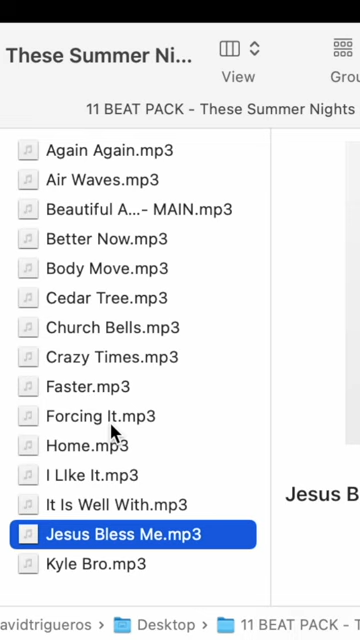 These Summer Ni...
View
Grou
11 BEAT PACK - These Summer Nights
Again Again.mp3
Air Waves.mp3
Beautiful A...- MAIN.mp3
Better Now.mp3
Body Move.mp3
Cedar Tree.mp3
Church Bells.mp3
Crazy Times.mp3
Faster.mp3
Forcing It.mp3
Home.mp3
I LIke It.mp3
It Is Well With.mp3
Jesus Bless Me.mp3
Jesus B
Kyle Bro.mp3
avidtrigueros > Desktop > 11 BEAT PACK - T